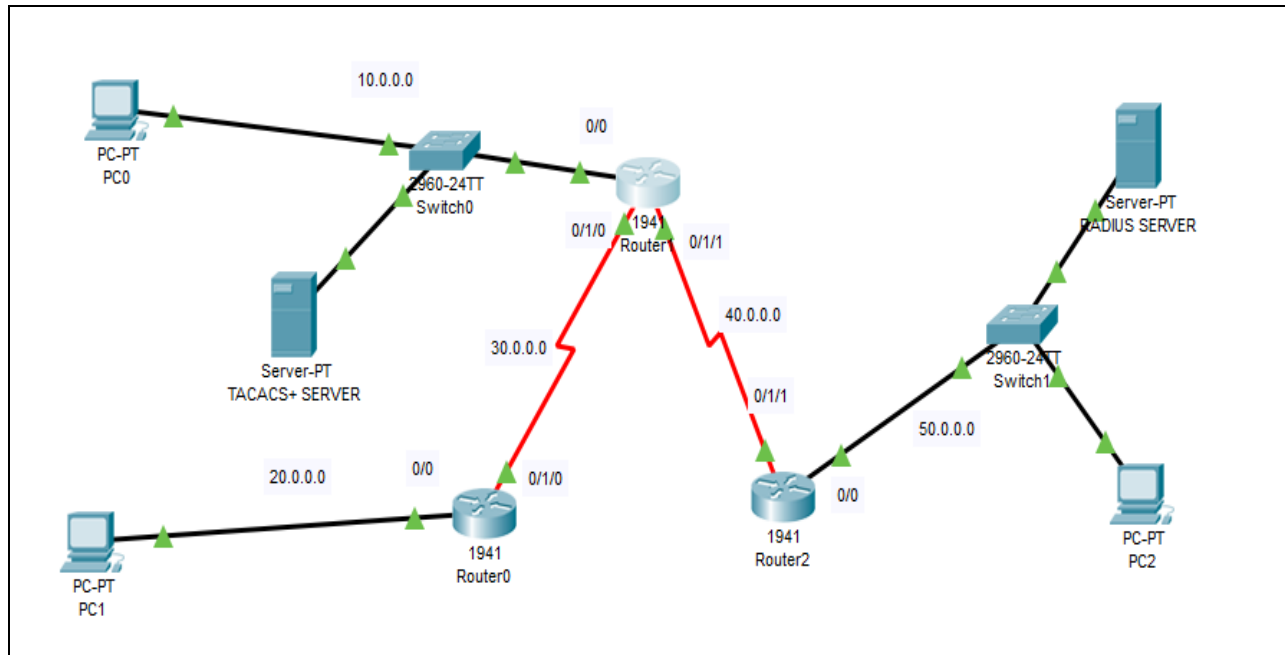 10.0.0.0
PC-PT
PC0
2960-24TT
Switch0
0/0
1941
Router
0/1/0
0/1/1
Server-PT
RADIUS SERVER
Server-PT
TACACS+ SERVER
30.0.0.0
40.0.0.0
2960-24TT
Switch1
0/1/1
50.0.0.0
20.0.0.0
0/0
0/1/0
0/0
PC-PT
PC1
1941
Router0
1941
Router2
PC-PT
PC2